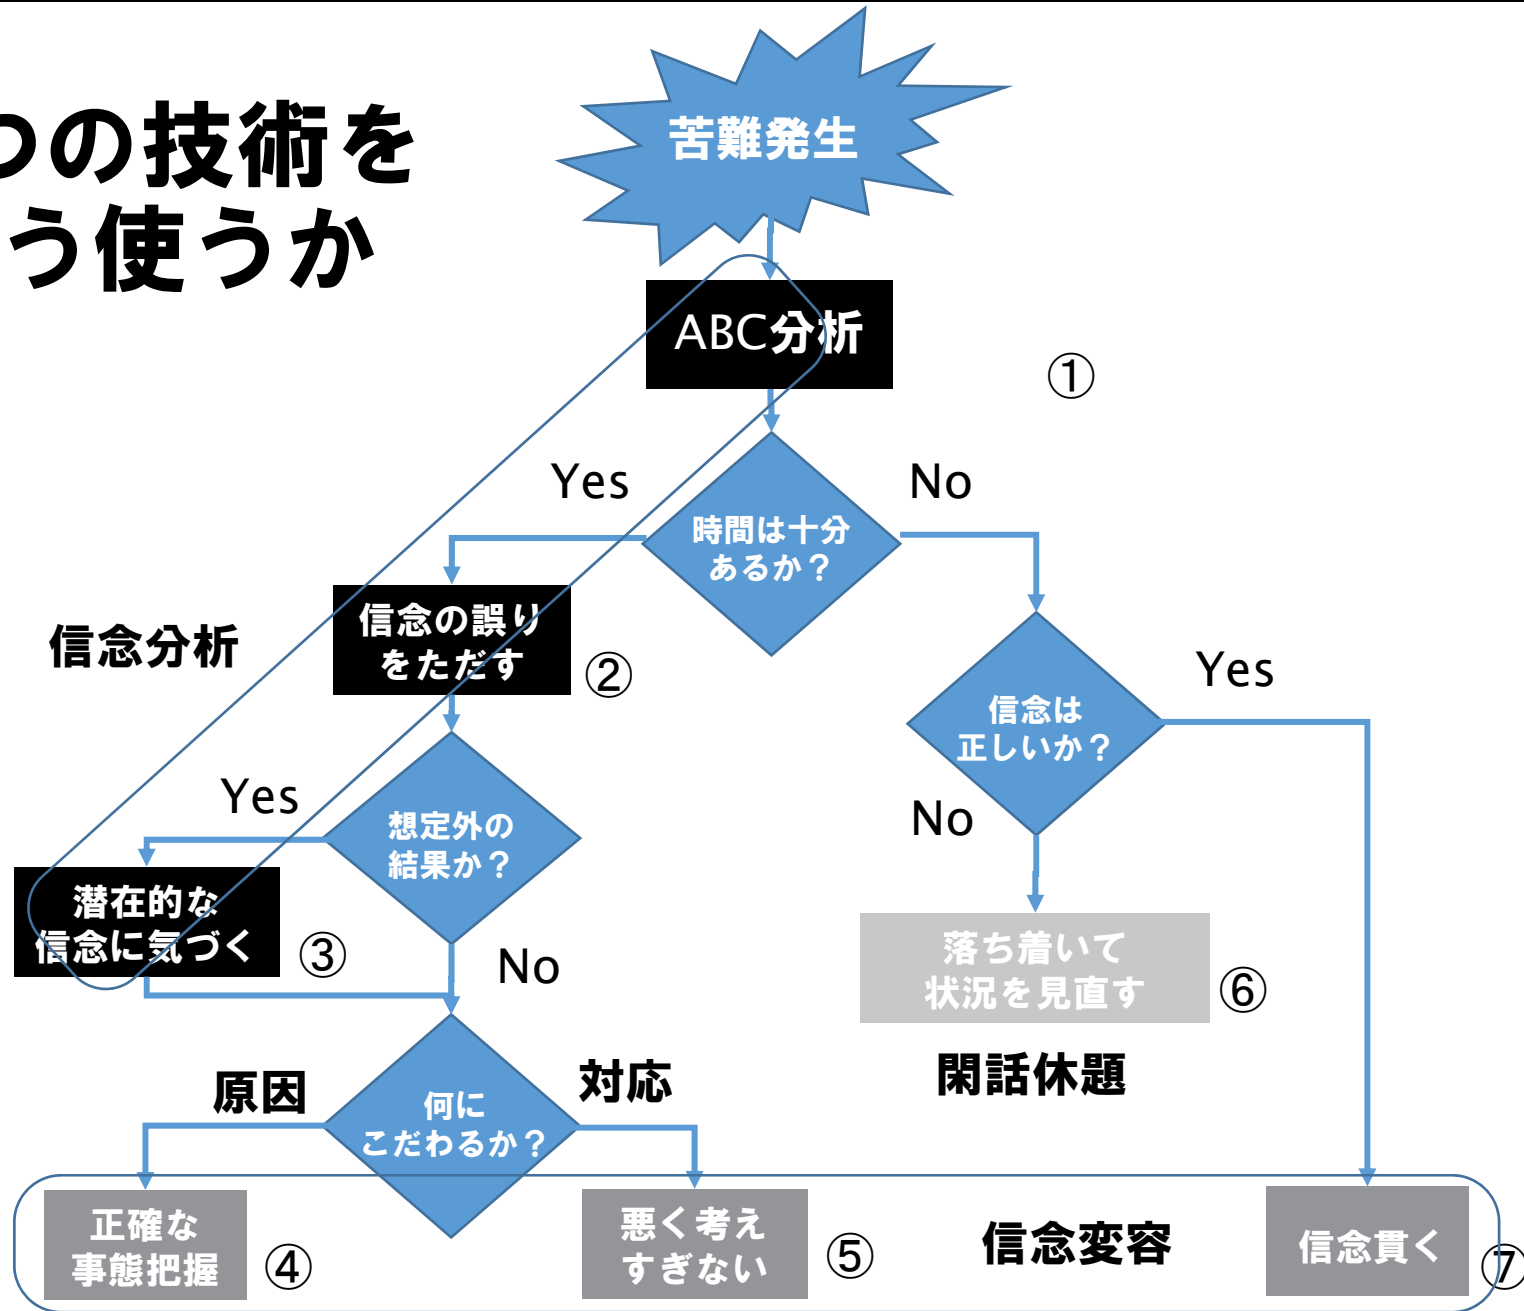 つの技術を
う使うか
苦難発生
ABC分析
①
Yes
No
時間は十分
あるか？
信念の誤り
をただす
②
信念分析
信念は
正しいか？
Yes
No
Yes
想定外の
結果か？
潜在的な
信念に気づく
③
No
落ち着いて
状況を見直す
⑥
閑話休題
原因
対応
何に
こだわるか？
正確な
事態把握
④
悪く考え
すぎない
⑤
信念変容
信念貫く
⑦